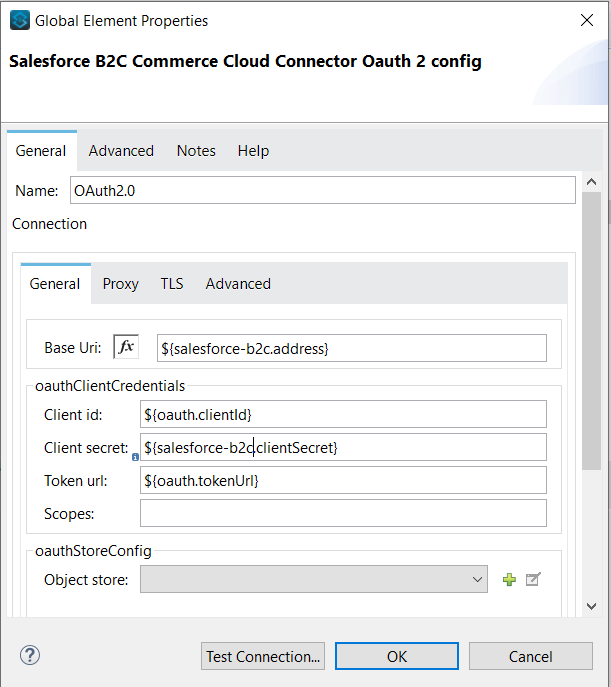 Global Element Properties
Salesforce B2C Commerce Cloud Connector Oauth 2 config
General Advanced Notes Help
Name: OAuth2.0
Connection
General Proxy TLS Advanced
Base Uri: fx ${salesforce-b2c.address}
oauthClientCredentials
Client id: ${oauth.clientId}
Client secret: ${salesforce-b2c.clientSecret}
Token url: ${oauth.tokenUrl}
Scopes:
oauthStoreConfig
Object store:
? Test Connection... OK Cancel